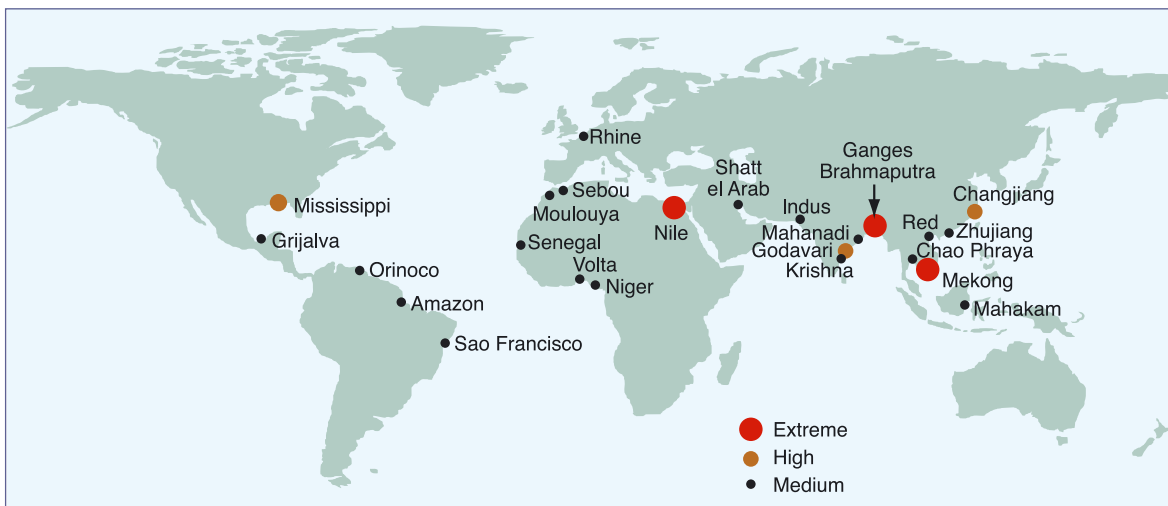 Rhine
Ganges
Brahmaputra
Shatt
el Arab
Sebou
Changjiang
Mississippi
Moulouya
Indus
Nile
Mahanadi
Red
Zhujiang
Grijalva
Senegal
Godavari
Chao Phraya
Volta
Krishna
Orinoco
Niger
Mekong
Amazon
Mahakam
Sao Francisco
Extreme
High
Medium